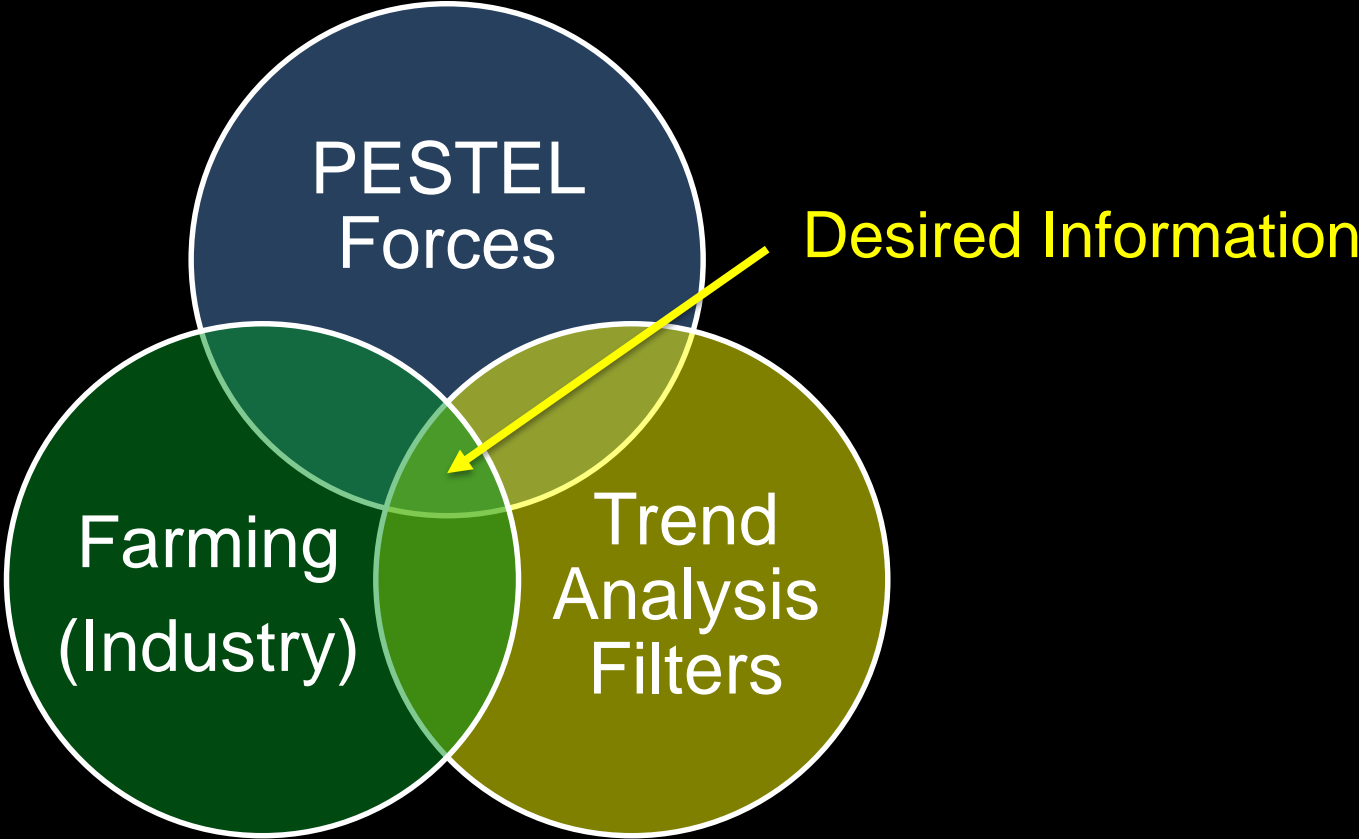 PESTEL
Forces
Desired Information
Farming
(Industry)
Trend
Analysis
Filters